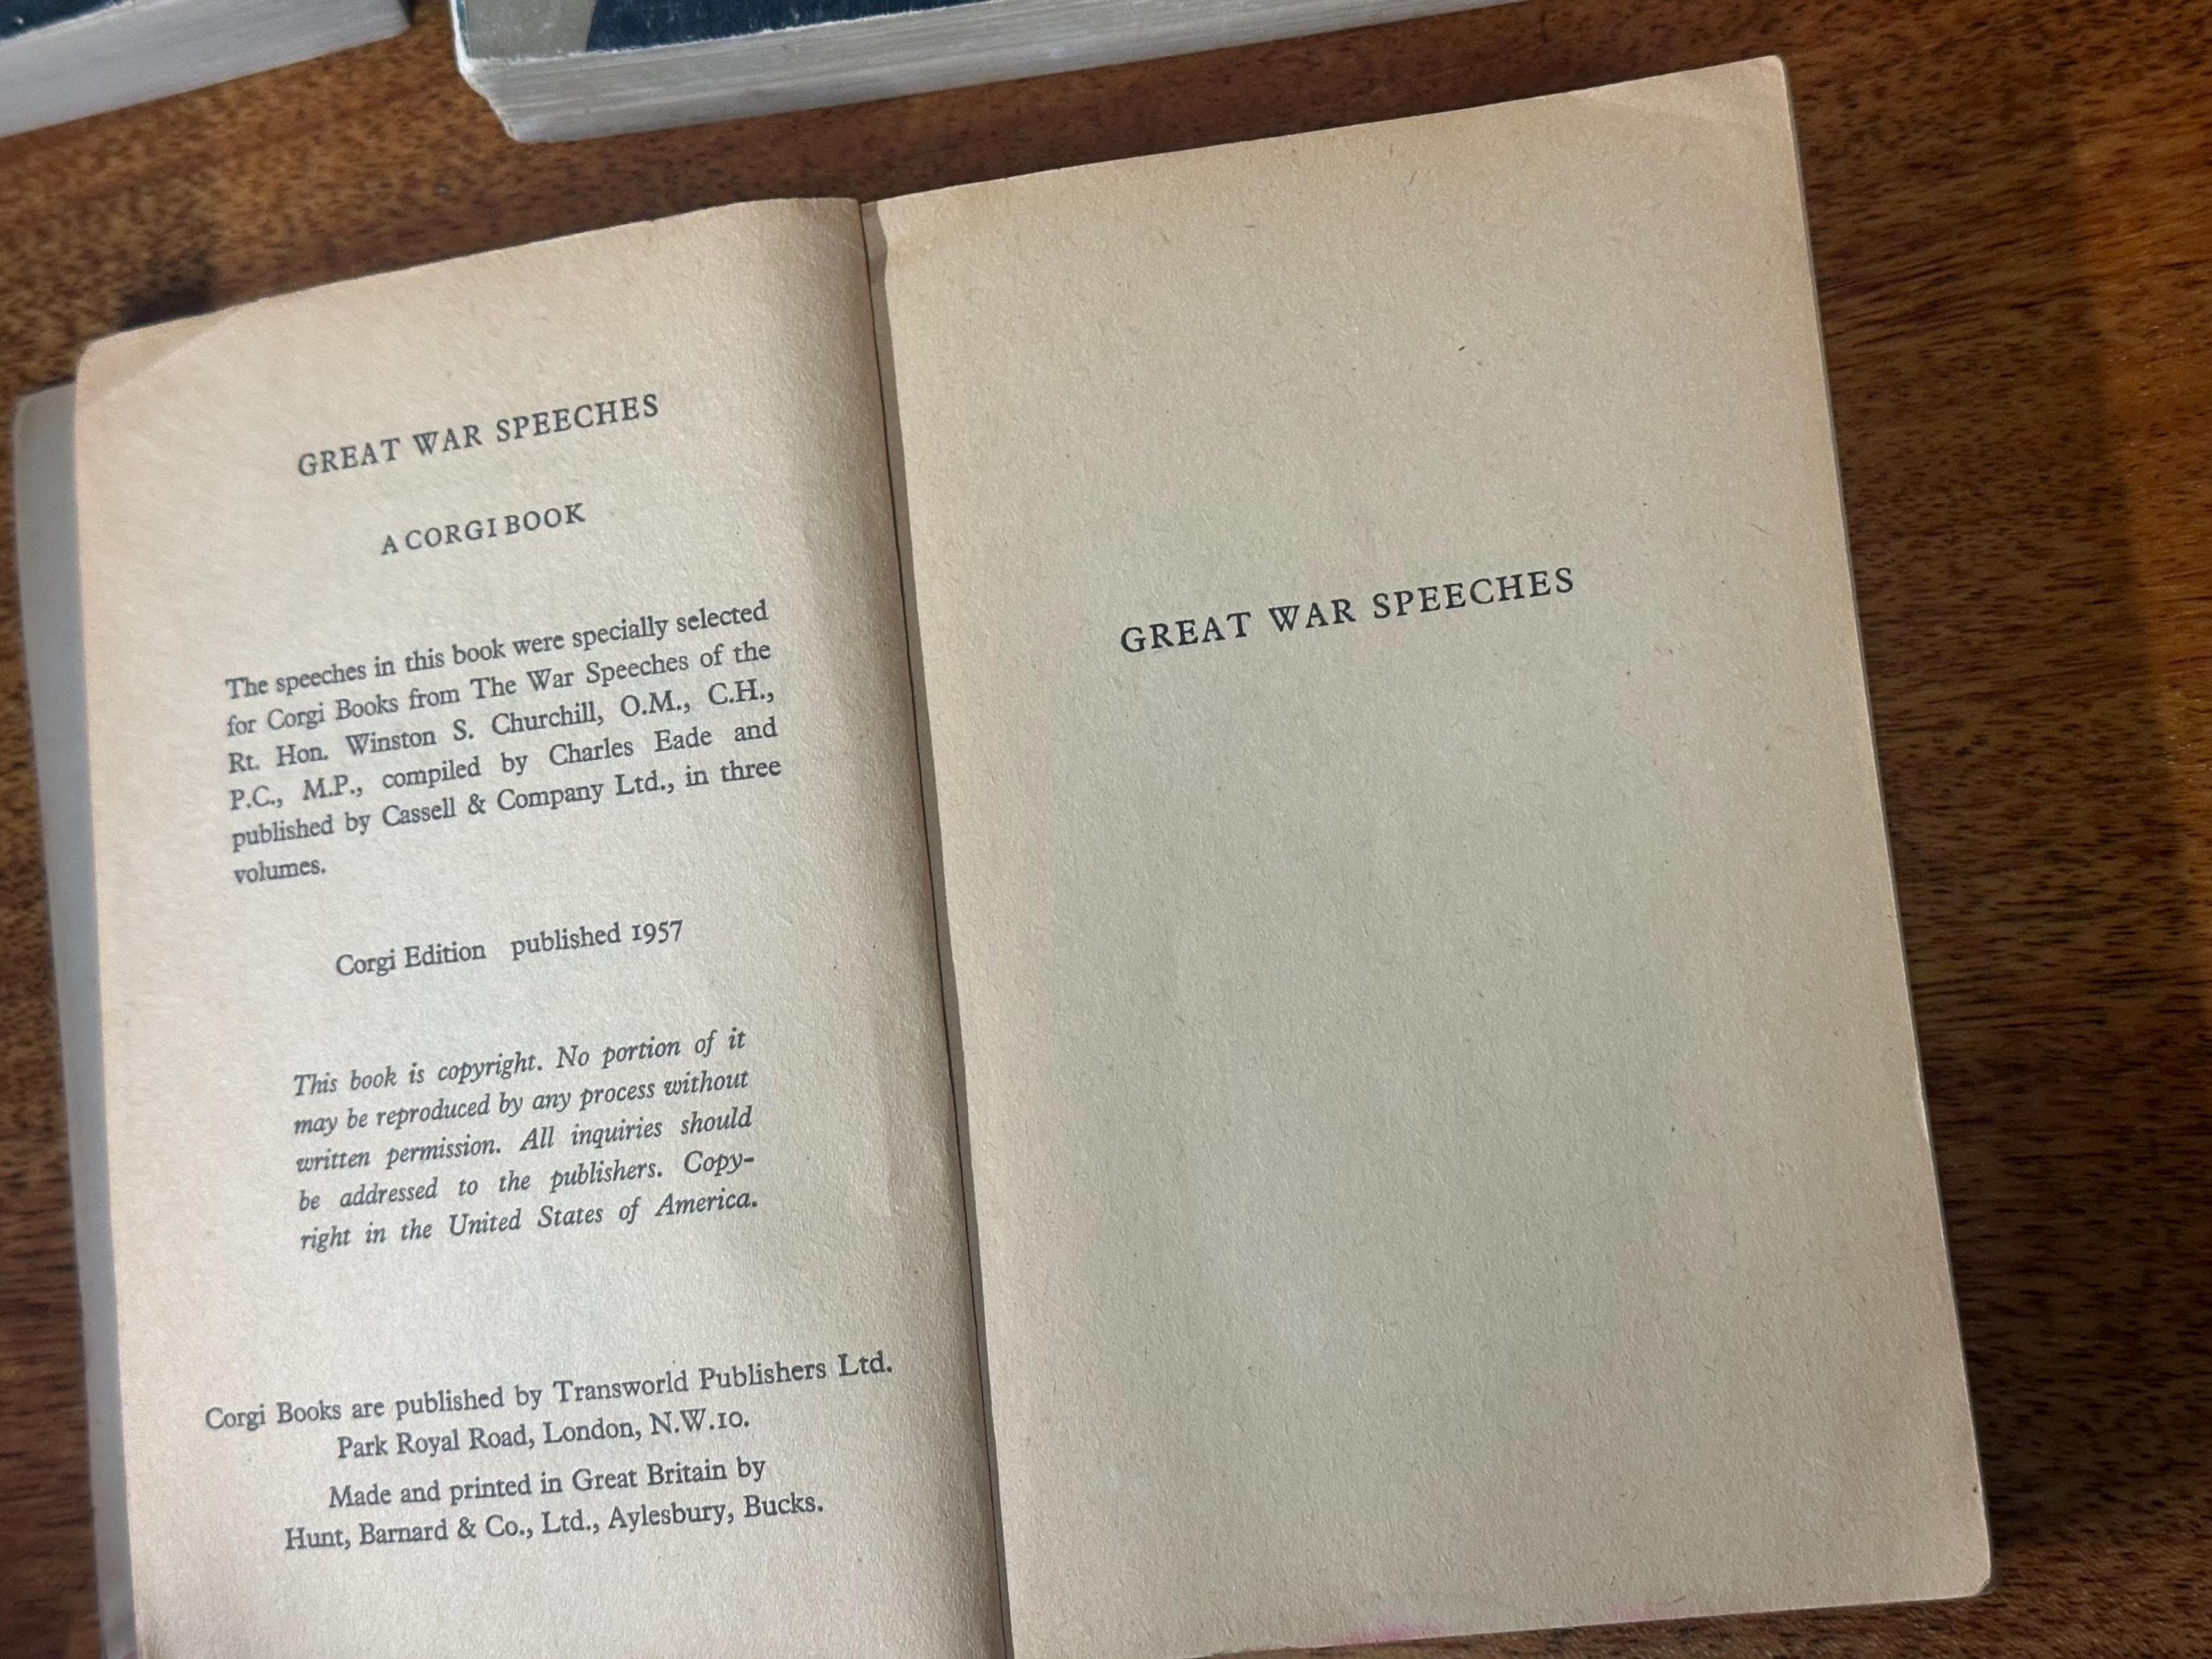 GREAT WAR SPEECHES
A CORGI BOOK
The speeches in this book were specially selected
for Corgi Books from The War Speeches of the
Rt. Hon. Winston S. Churchill, O.M., C.H.,
P.C., M.P., compiled by Charles Eade and
published by Cassell & Company Ltd., in three
volumes.
Corgi Edition published 1957
This book is copyright. No portion of it
may be reproduced by any process without
written permission. All inquiries should
be addressed to the publishers. Copy-
right in the United States of America.
Corgi Books are published by Transworld Publishers Ltd.
Park Royal Road, London, N.W.10.
Made and printed in Great Britain by
Hunt, Barnard & Co., Ltd., Aylesbury, Bucks.
GREAT WAR SPEECHES